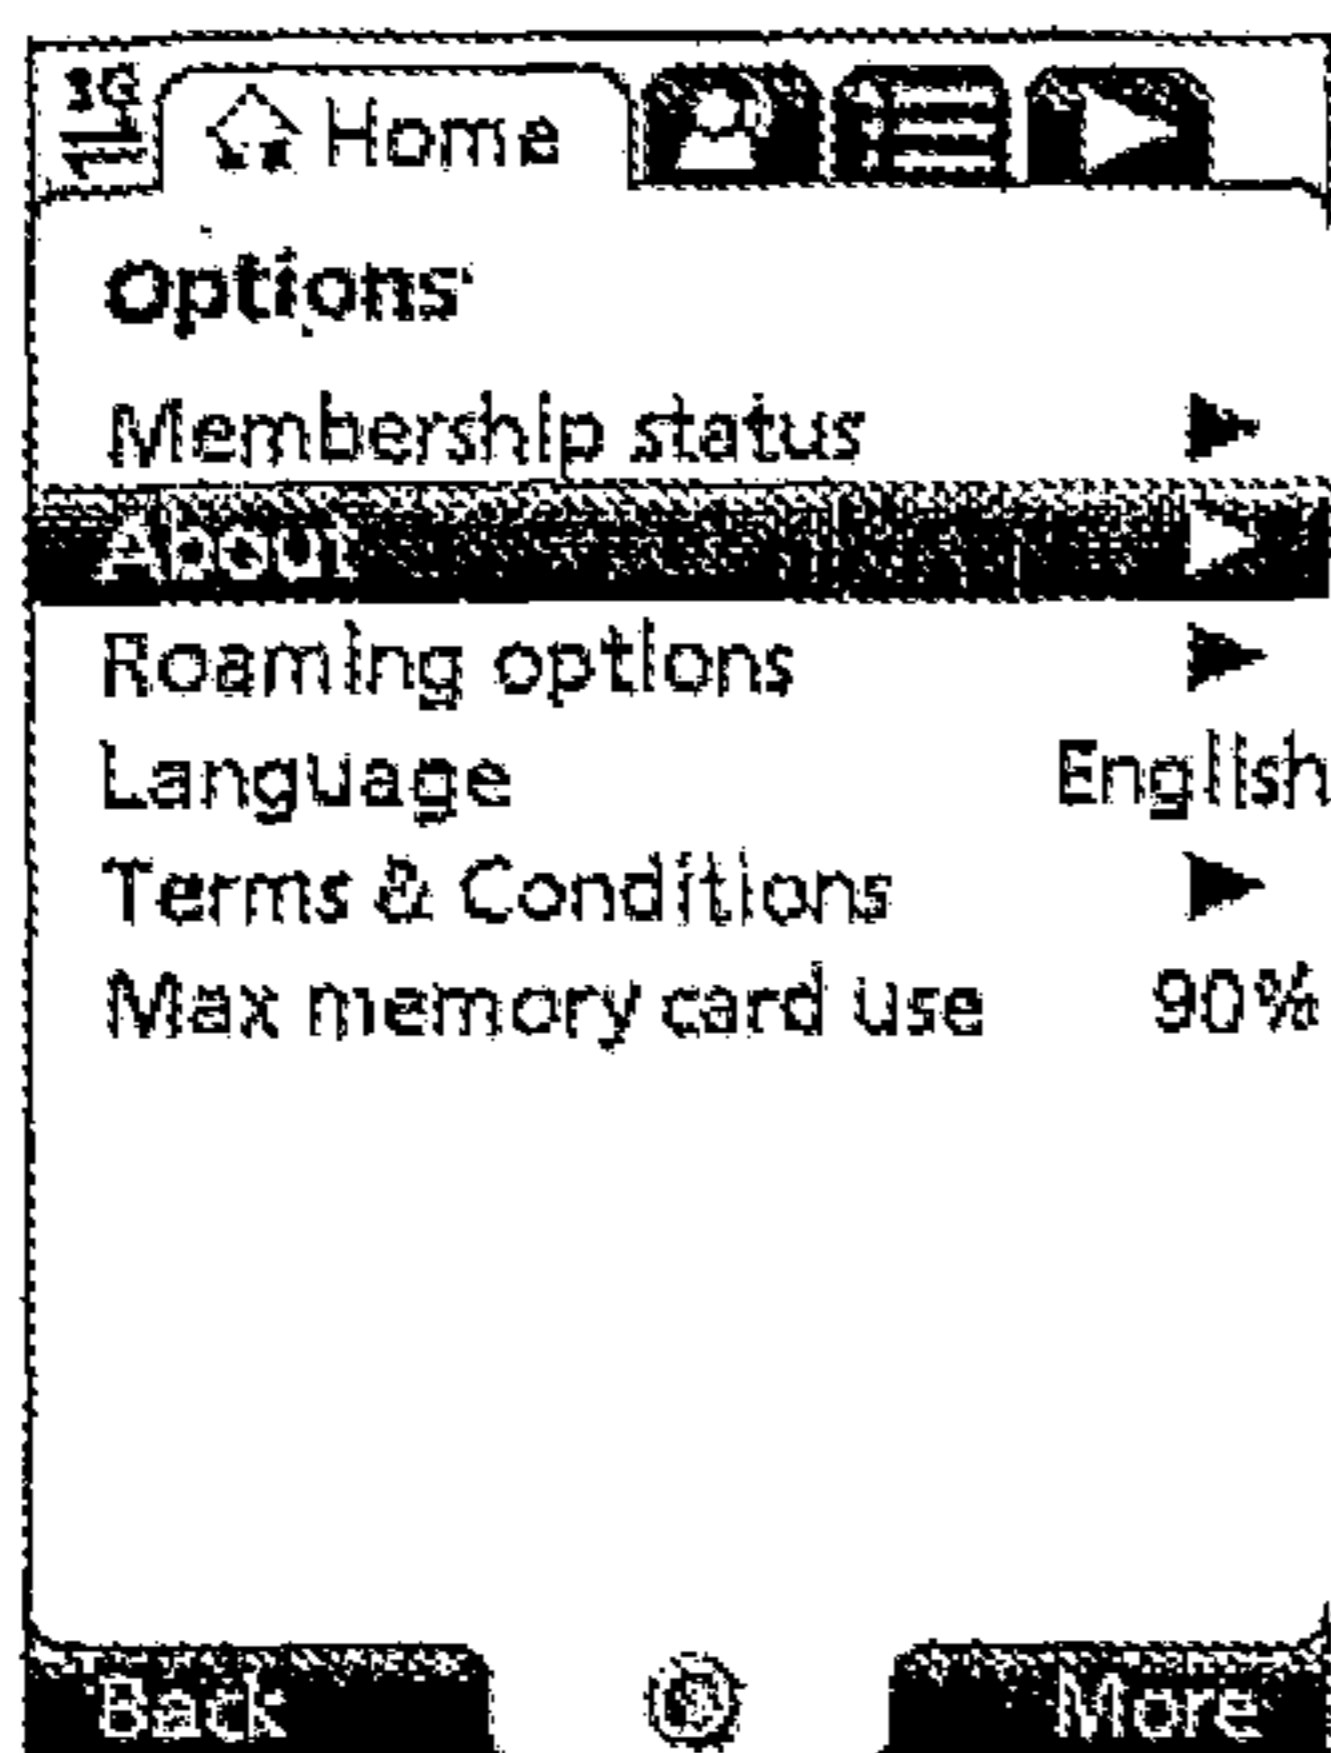 3G Home
Options
Membership status
About
Roaming options
Language English
Terms & Conditions
Max memory card use 90%
Back More